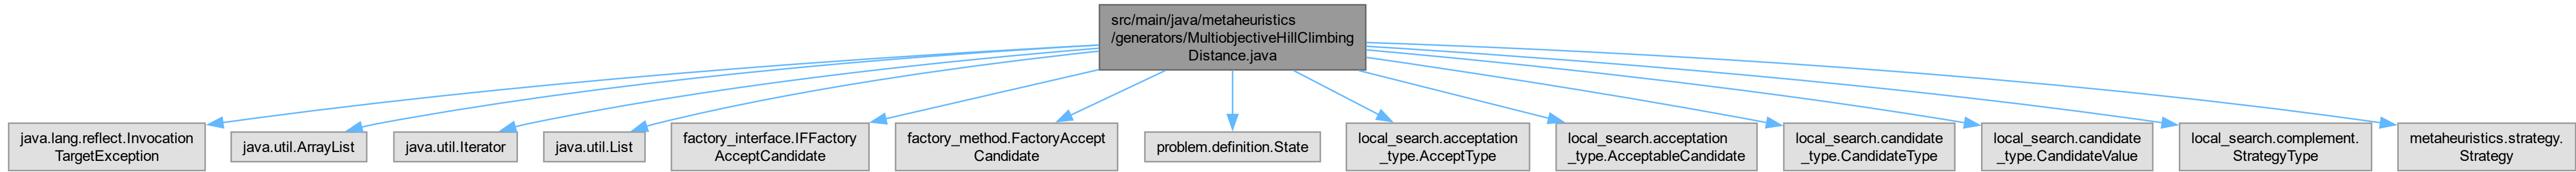 src/main/java/metaheuristics
/generators/MultiobjectiveHillClimbing
Distance.java
java.lang.reflect.Invocation
TargetException
java.util.ArrayList
java.util.Iterator
java.util.List
factory_interface.IFFactory
AcceptCandidate
factory_method.FactoryAccept
Candidate
problem.definition.State
local_search.acceptation
_type.AcceptType
local_search.acceptation
_type.AcceptableCandidate
local_search.candidate
_type.CandidateType
local_search.candidate
_type.CandidateValue
local_search.complement.
StrategyType
metaheuristics.strategy.
Strategy